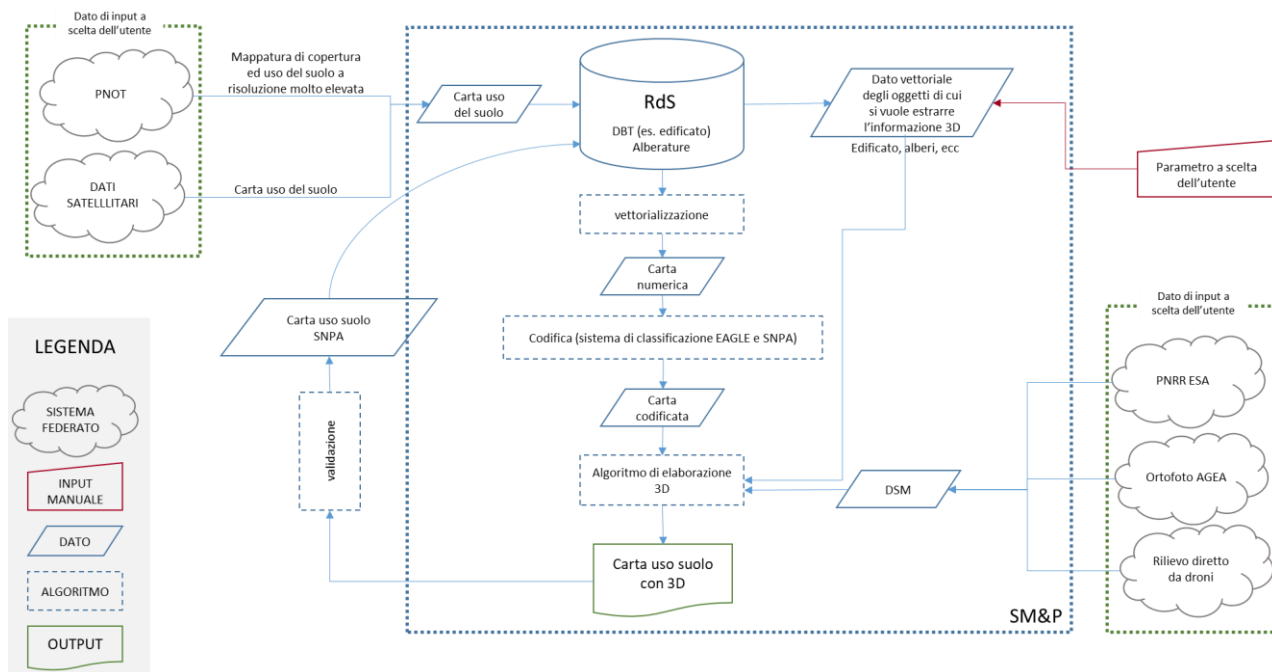 Dato di input a
scelta dell'utente
PNOT
DATI
SATELLLITARI
Mappatura di copertura
ed uso del suolo a
risoluzione molto elevata
Carta uso del suolo
Carta uso
del suolo
RdS
DBT (es. edificato)
Alberature
Dato vettoriale
degli oggetti di cui
si vuole estrarre
l'informazione 3D
Edificato, alberi, ecc
Parametro a scelta
dell'utente
vettorializzazione
Carta
numerica
Codifica (sistema di classificazione EAGLE e SNPA)
Carta
codificata
Algoritmo di elaborazione
3D
DSM
Carta uso suolo
con 3D
SM&P
Carta uso suolo
SNPA
validazione
Dato di input a
scelta dell'utente
PNRR ESA
Ortofoto AGEA
Rilievo diretto
da droni
LEGENDA
SISTEMA
FEDERATO
INPUT
MANUALE
DATO
ALGORITMO
OUTPUT